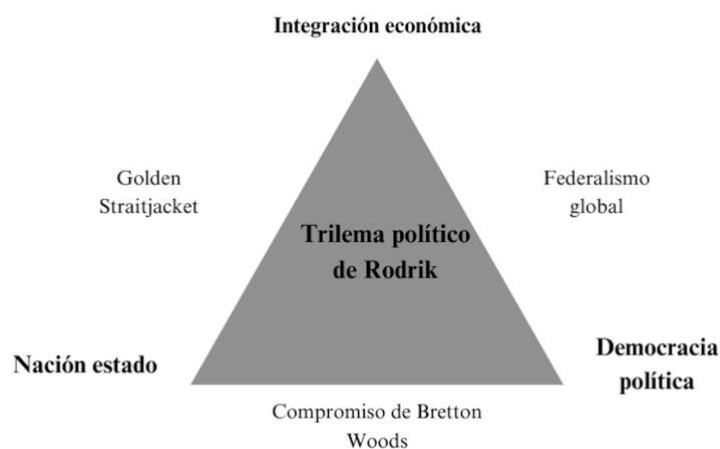 Integración económica
Golden
Straitjacket
Federalismo
global
Trilema político
de Rodrik
Nación estado
Democracia
política
Compromiso de Bretton
Woods